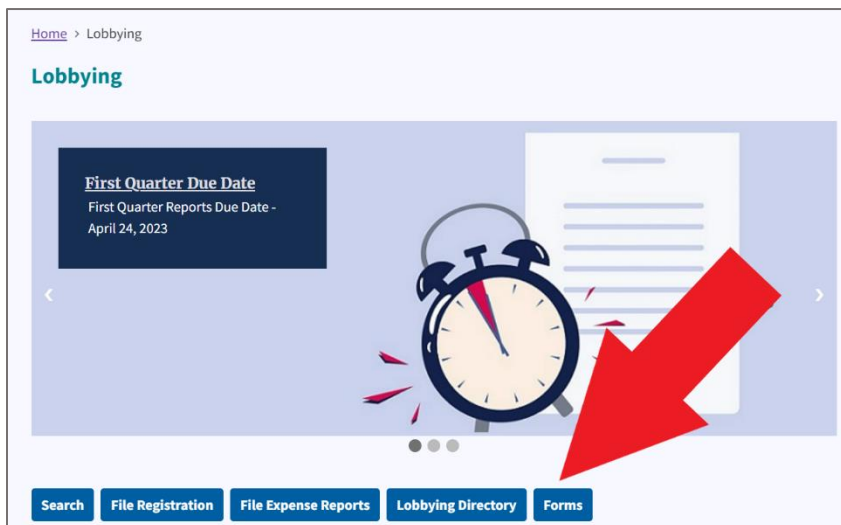 Home > Lobbying
Lobbying
First Quarter Due Date
First Quarter Reports Due Date -
April 24, 2023
Search File Registration File Expense Reports Lobbying Directory Forms